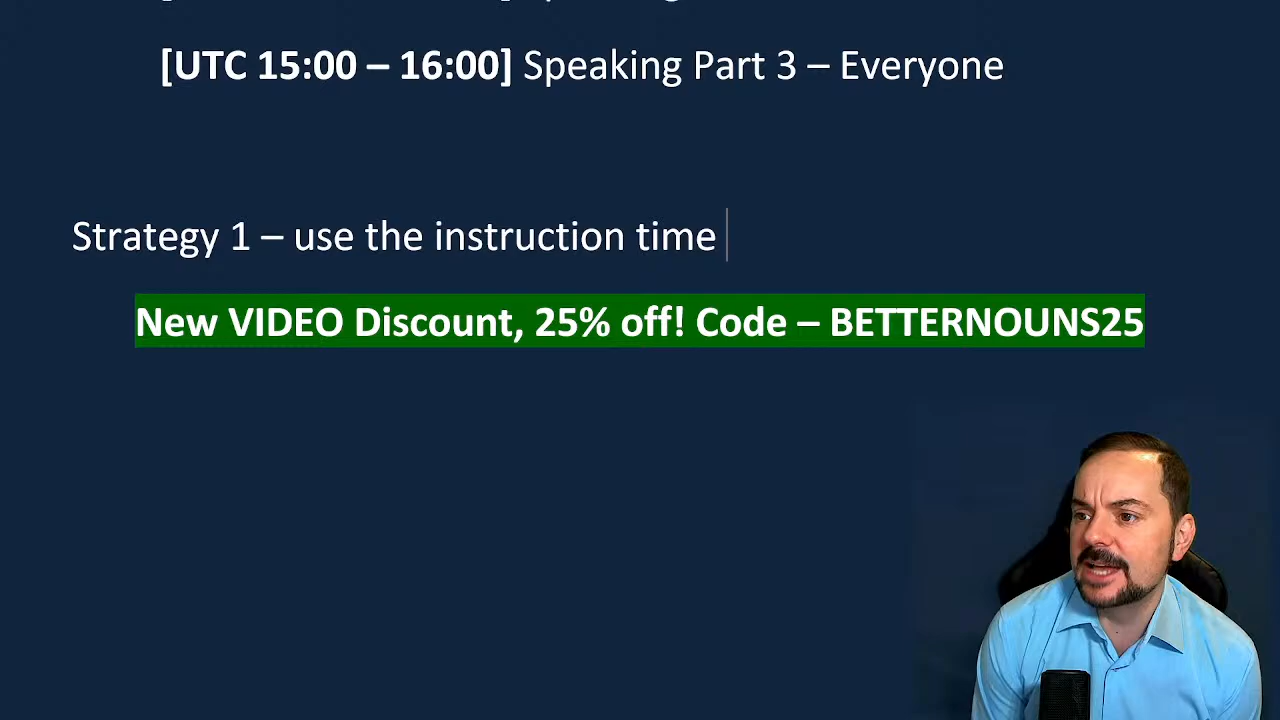 [UTC 15:00 – 16:00] Speaking Part 3 – Everyone
Strategy 1 – use the instruction time
New VIDEO Discount, 25% off! Code – BETTERNOUNS25